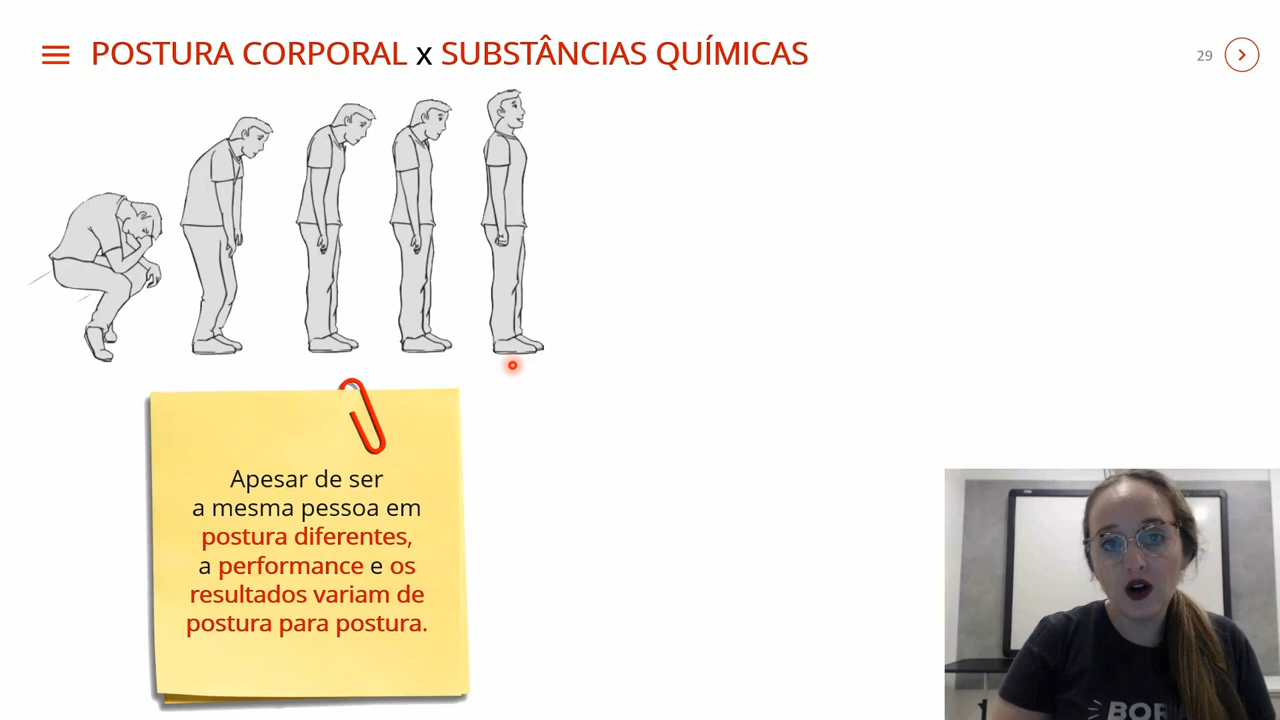 POSTURA CORPORAL x SUBSTÂNCIAS QUÍMICAS
29
Apesar de ser
a mesma pessoa em
postura diferentes,
a performance e os
resultados variam de
postura para postura.